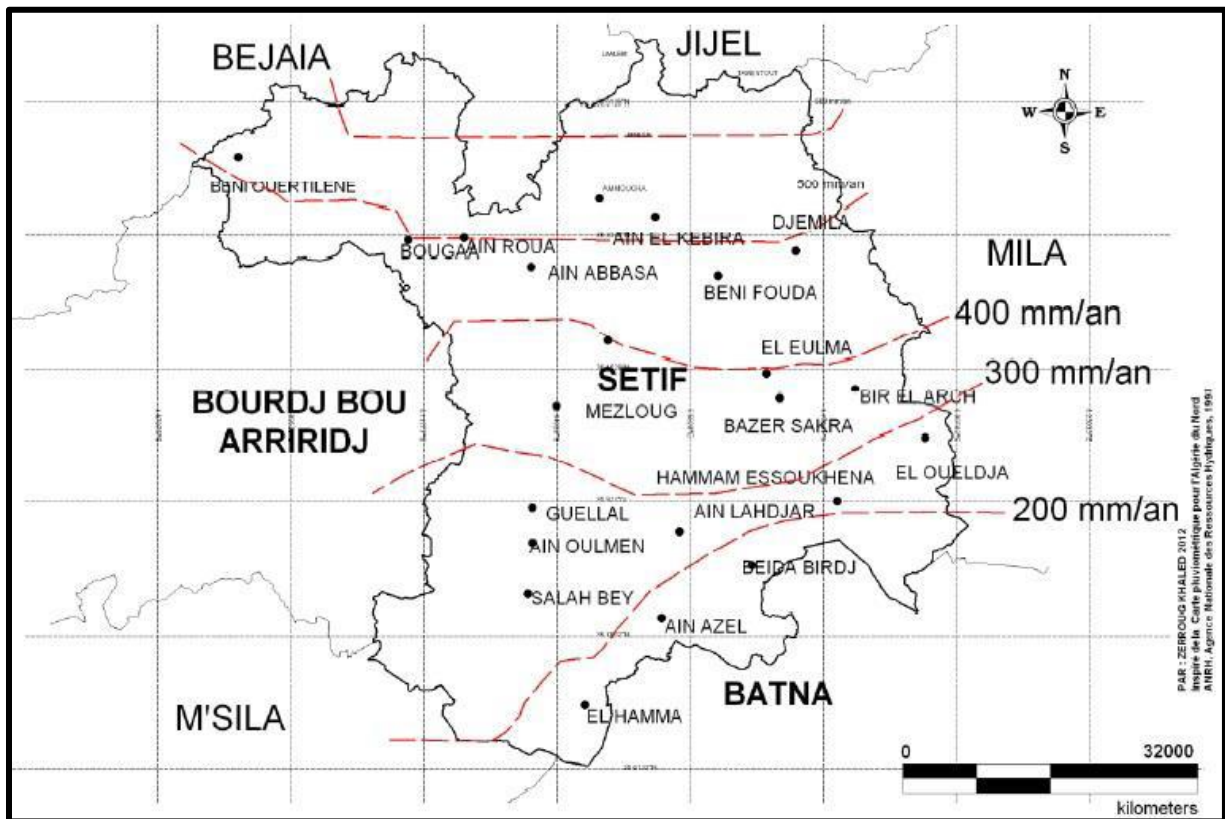 JIJEL
BEJAIA
N
W E
S
BENI OUERTILENE
AMMOUCHA
500 mm/an
DJEMILA
AIN EL KEBIRA
AIN ROUA
BOUGAA
MILA
AIN ABBASA
BENI FOUDA
400 mm/an
EL EULMA
300 mm/an
SETIF
BIR EL ARCH
BOURDJ BOU
ARRIRIDJ
MEZLOUG
BAZER SAKRA
HAMMAM ESSOUKHENA
EL OUELDJA
GUELLAL
AIN LAHDJAR
200 mm/an
AIN OULMEN
BEIDA BIRDJ
SALAH BEY
AIN AZEL
BATNA
M'SILA
EL HAMMA
0 32000
kilometers
PAR : ZERROUG KHALED 2012
Inspiré de la Carte pluviométrique pour l'Algérie du Nord
ANRH, Agence Nationale des Ressources Hydriques, 1993